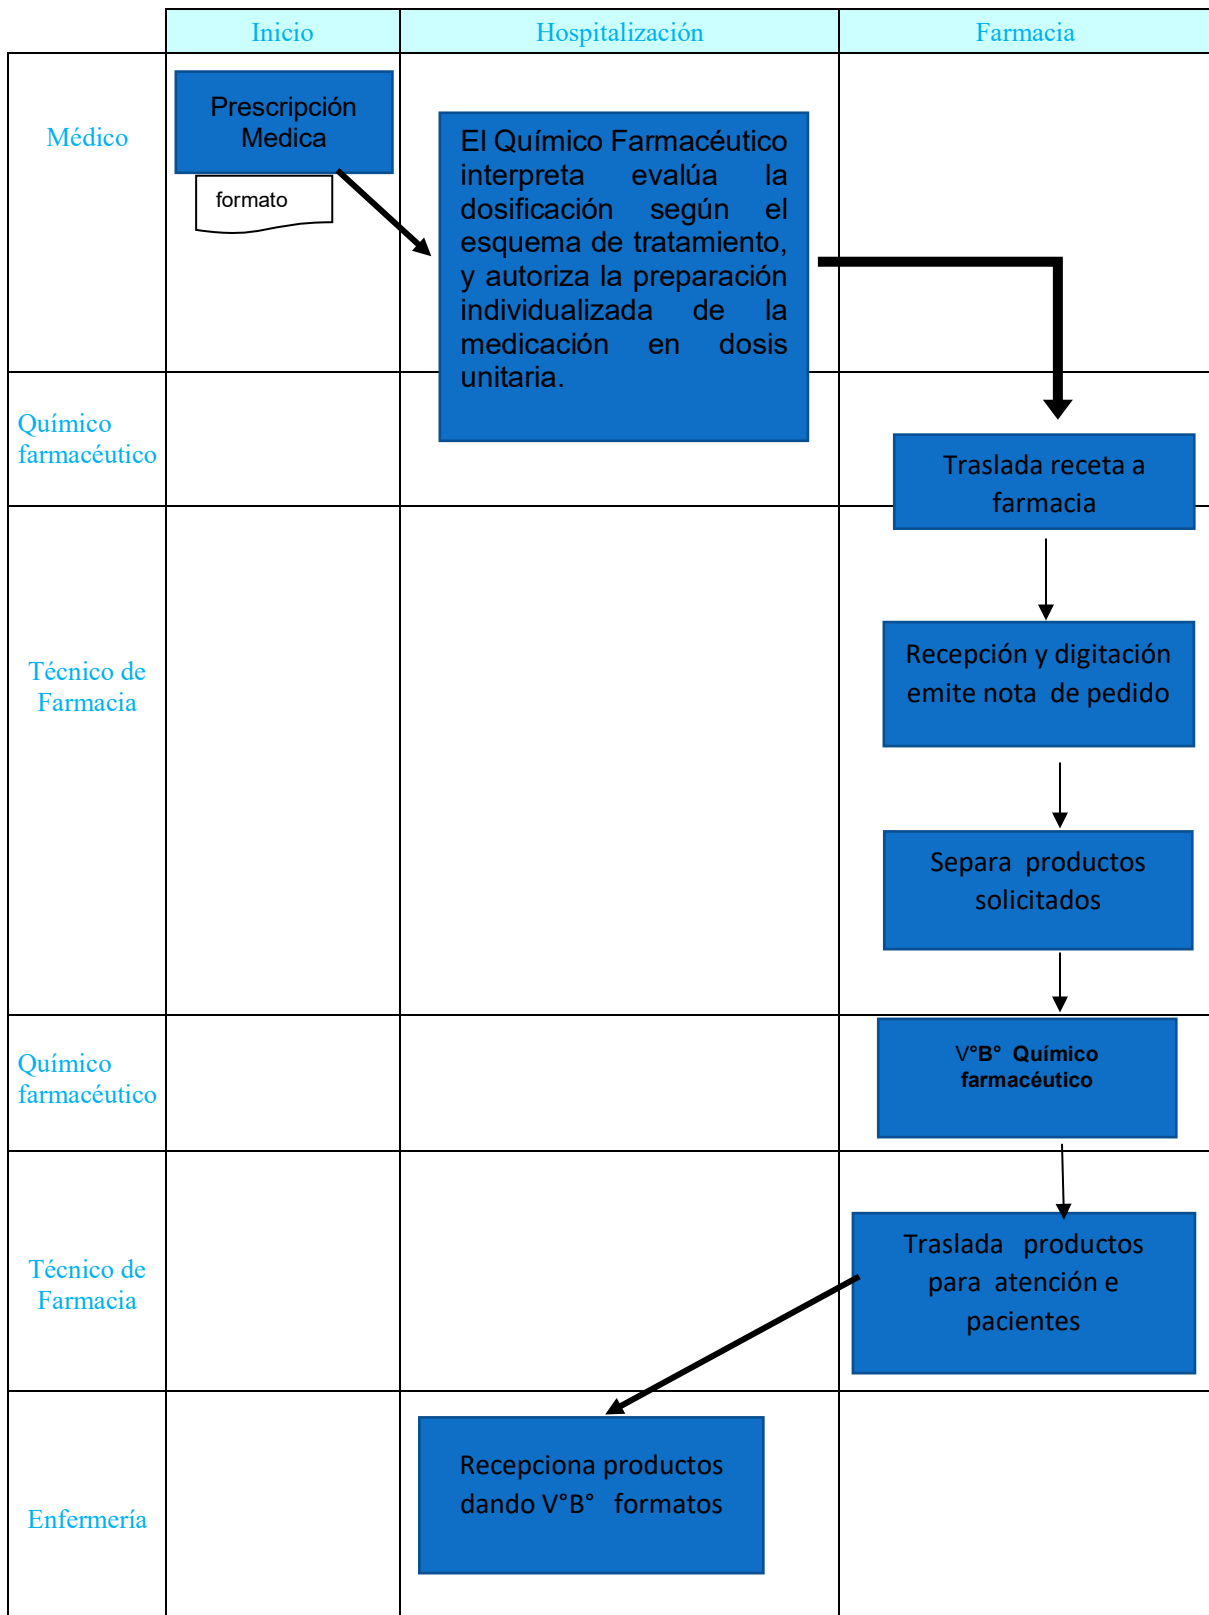 Inicio
Hospitalización
Farmacia
Médico
Prescripción
Medica
formato
El Químico Farmacéutico
interpreta evalúa la
dosificación según el
esquema de tratamiento,
y autoriza la preparación
individualizada de la
medicación en dosis
unitaria.
Químico
farmacéutico
Traslada receta a
farmacia
Técnico de
Farmacia
Recepción y digitación
emite nota de pedido
Separa productos
solicitados
Químico
farmacéutico
V°B° Químico
farmacéutico
Técnico de
Farmacia
Traslada productos
para atención e
pacientes
Enfermería
Recepciona productos
dando V°B° formatos